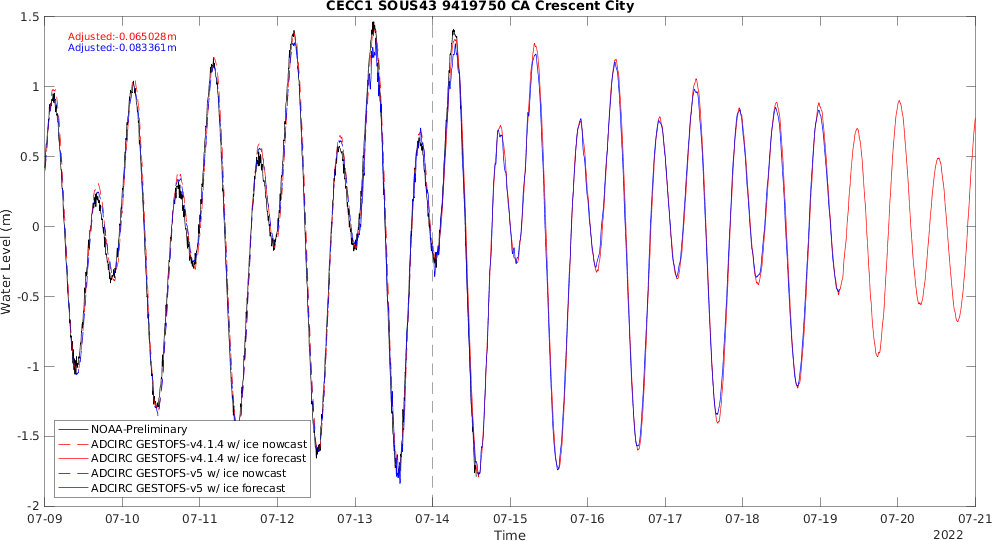 CECC1 SOUS43 9419750 CA Crescent City
Adjusted:-0.065028m
Adjusted:-0.083361m
Water Level (m)
1.5
1
0.5
0
-0.5
-1
-1.5
-2
NOAA-Preliminary
ADCIRC GESTOFS-v4.1.4 w/ ice nowcast
ADCIRC GESTOFS-v4.1.4 w/ ice forecast
ADCIRC GESTOFS-v5 w/ ice nowcast
ADCIRC GESTOFS-v5 w/ ice forecast
07-09 07-10 07-11 07-12 07-13 07-14 07-15 07-16 07-17 07-18 07-19 07-20 07-21
Time
2022